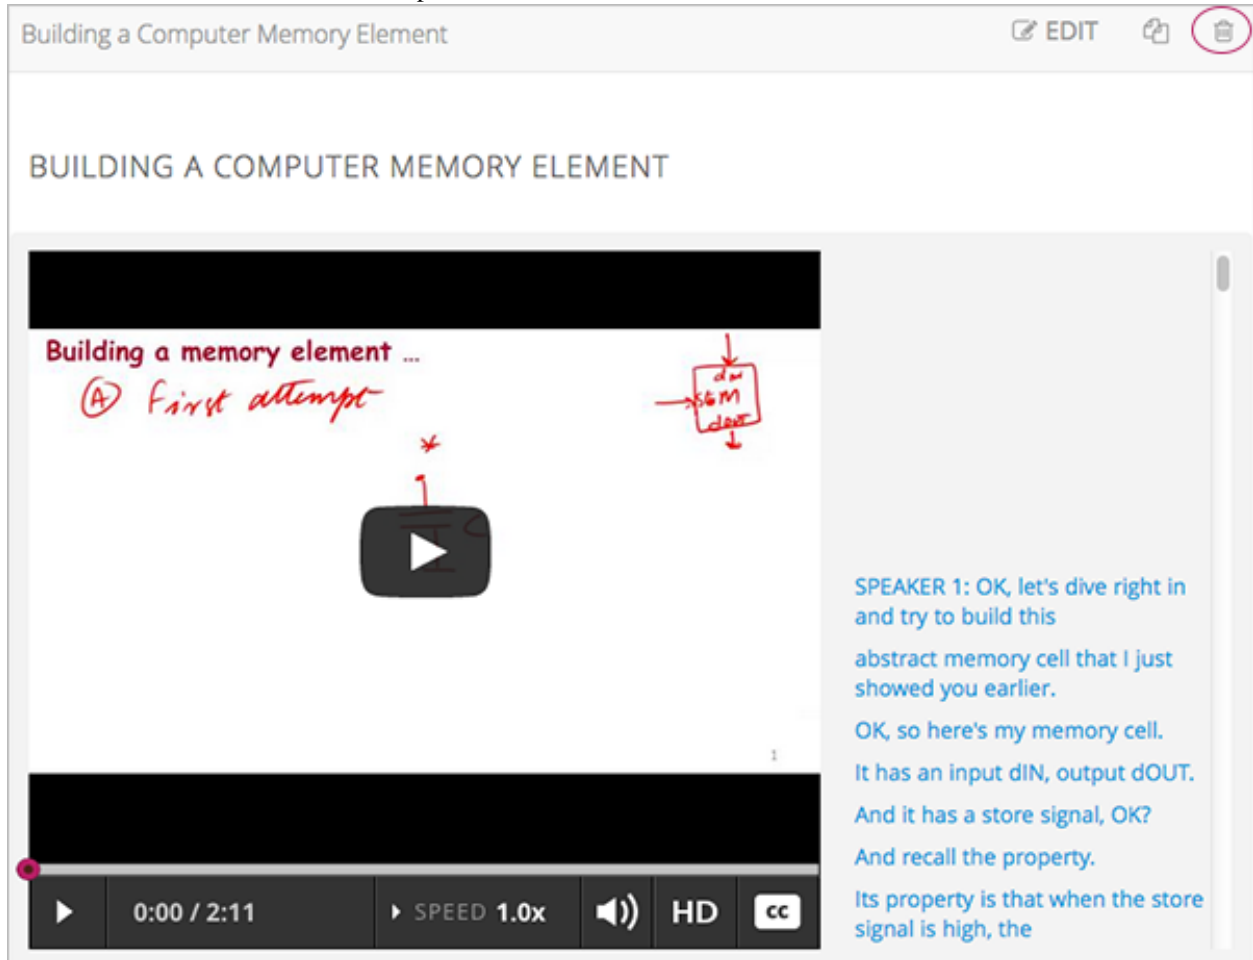 Building a Computer Memory Element
EDIT
BUILDING A COMPUTER MEMORY ELEMENT
Building a memory element ...
A First attempt
dIN
M
dOUT
1
0:00 / 2:11
SPEED 1.0x
HD
cc
SPEAKER 1: OK, let's dive right in
and try to build this
abstract memory cell that I just
showed you earlier.
OK, so here's my memory cell.
It has an input dIN, output dOUT.
And it has a store signal, OK?
And recall the property.
Its property is that when the store
signal is high, the